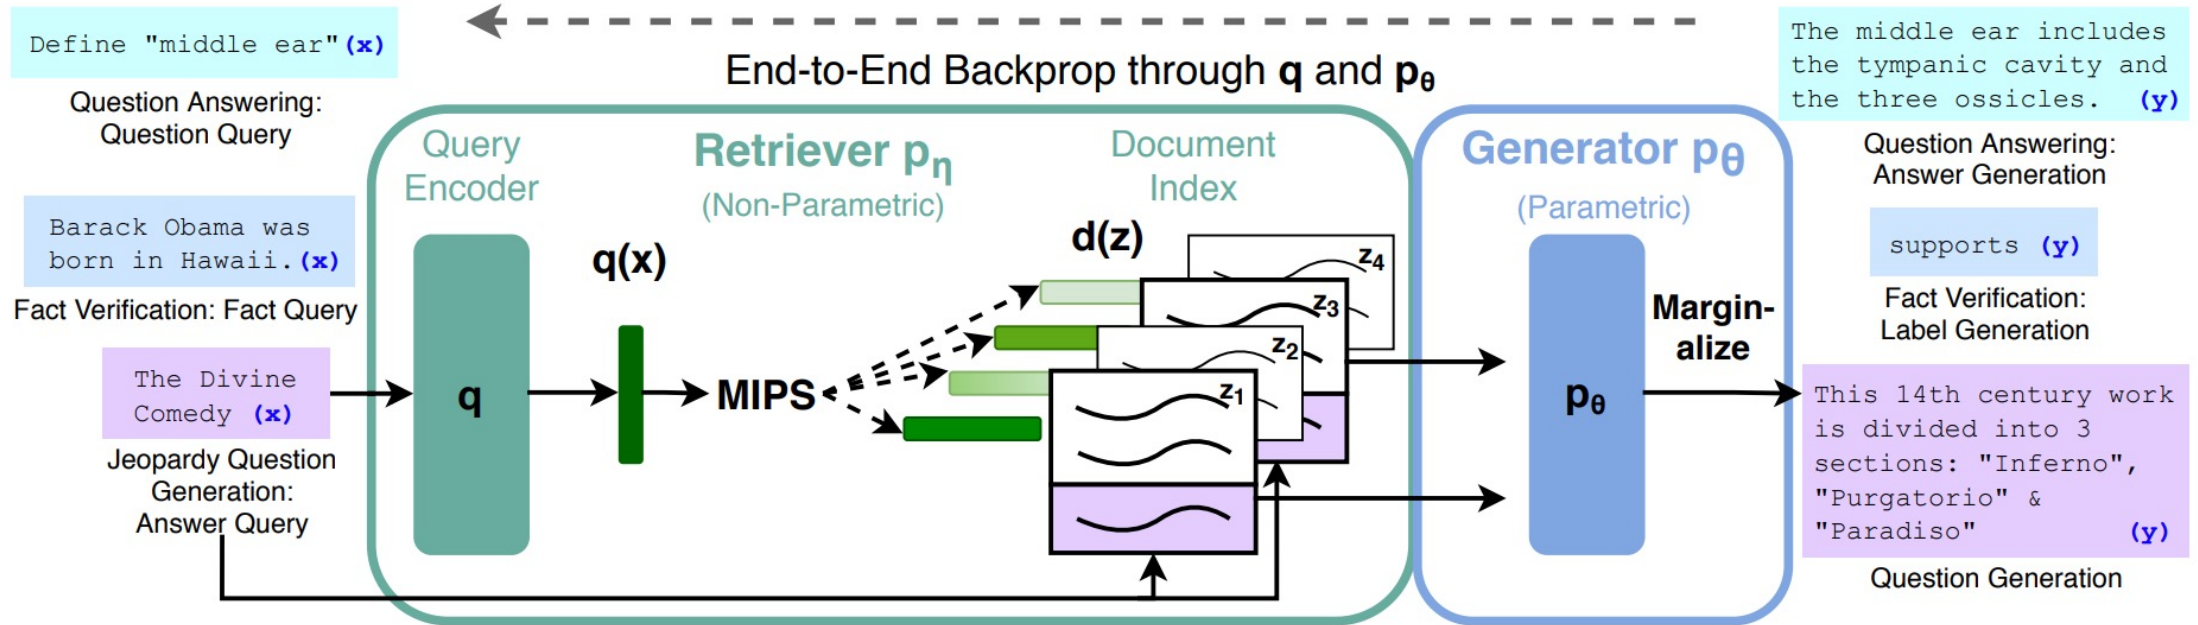 Define "middle ear"(x)
Question Answering:
Question Query
Barack Obama was
born in Hawaii.(x)
Fact Verification: Fact Query
The Divine
Comedy (x)
Jeopardy Question
Generation:
Answer Query
End-to-End Backprop through q and pθ
Query
Encoder
Retriever pη
(Non-Parametric)
Document
Index
q
q(x)
MIPS
d(z)
z4
z3
z2
z1
Generator pθ
(Parametric)
pθ
Margin-
alize
The middle ear includes
the tympanic cavity and
the three ossicles. (y)
Question Answering:
Answer Generation
supports (y)
Fact Verification:
Label Generation
This 14th century work
is divided into 3
sections: "Inferno",
"Purgatorio" &
"Paradiso" (y)
Question Generation